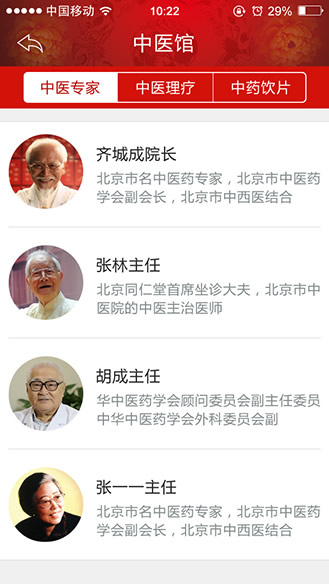 中国移动
10:22
29%
中医馆
中医专家
中医理疗
中药饮片
齐城成院长
北京市名中医药专家，北京市中医药
学会副会长，北京市中西医结合
张林主任
北京同仁堂首席坐诊大夫，北京市中
医院的中医主治医师
胡成主任
华中医药学会顾问委员会副主任委员
中华中医药学会外科委员会副
张一一主任
北京市名中医药专家，北京市中医药
学会副会长，北京市中西医结合